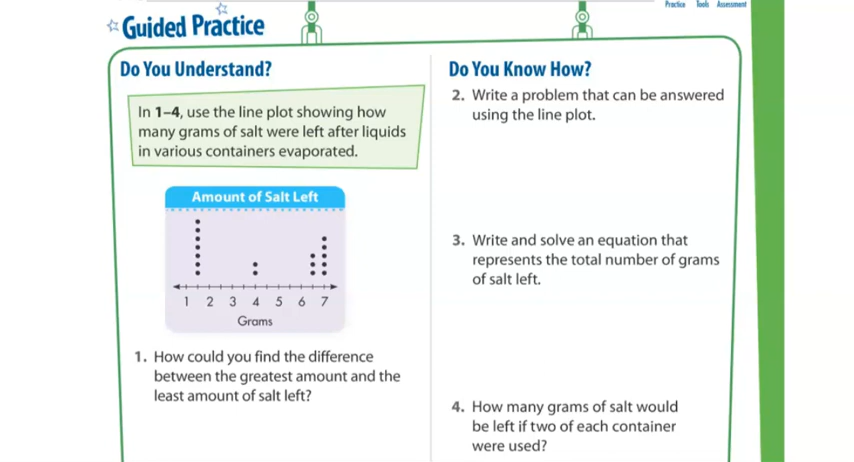 Practice Tools Assessment
Guided Practice
Do You Understand?
In 1–4, use the line plot showing how
many grams of salt were left after liquids
in various containers evaporated.
Amount of Salt Left
1 2 3 4 5 6 7
Grams
1. How could you find the difference
between the greatest amount and the
least amount of salt left?
Do You Know How?
2. Write a problem that can be answered
using the line plot.
3. Write and solve an equation that
represents the total number of grams
of salt left.
4. How many grams of salt would
be left if two of each container
were used?